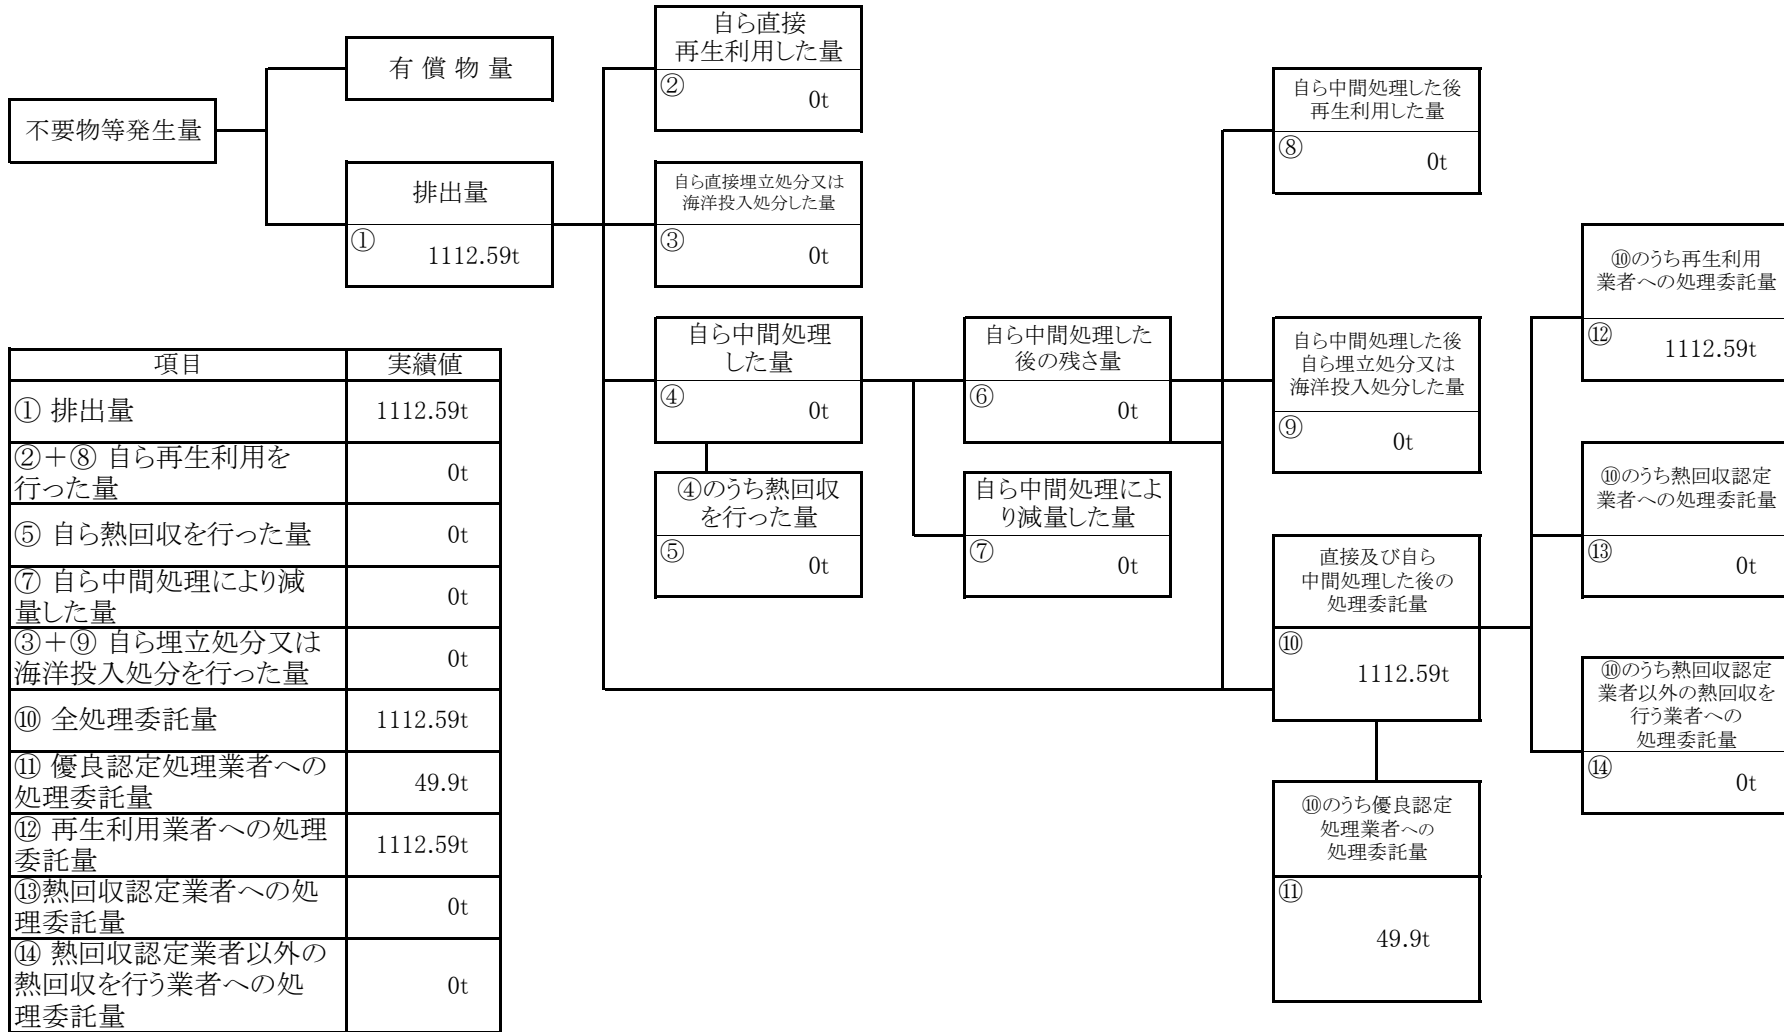 不要物等発生量
有償物量
排出量
①
1112.59t
自ら直接
再生利用した量
②
0t
自ら直接埋立処分又は
海洋投入処分した量
③
0t
自ら中間処理
した量
④
0t
④のうち熱回収
を行った量
⑤
0t
自ら中間処理した
後の残さ量
⑥
0t
自ら中間処理によ
り減量した量
⑦
0t
自ら中間処理した後
再生利用した量
⑧
0t
自ら中間処理した後
自ら埋立処分又は
海洋投入処分した量
⑨
0t
直接及び自ら
中間処理した後の
処理委託量
⑩
1112.59t
⑩のうち優良認定
処理業者への
処理委託量
⑪
49.9t
⑩のうち再生利用
業者への処理委託量
⑫
1112.59t
⑩のうち熱回収認定
業者への処理委託量
⑬
0t
⑩のうち熱回収認定
業者以外の熱回収を
行う業者への
処理委託量
⑭
0t
項目 実績値
① 排出量 1112.59t
②＋⑧ 自ら再生利用を
行った量 0t
⑤ 自ら熱回収を行った量 0t
⑦ 自ら中間処理により減
量した量 0t
③＋⑨ 自ら埋立処分又は
海洋投入処分を行った量 0t
⑩ 全処理委託量 1112.59t
⑪ 優良認定処理業者への
処理委託量 49.9t
⑫ 再生利用業者への処理
委託量 1112.59t
⑬熱回収認定業者への処
理委託量 0t
⑭ 熱回収認定業者以外の
熱回収を行う業者への処
理委託量 0t